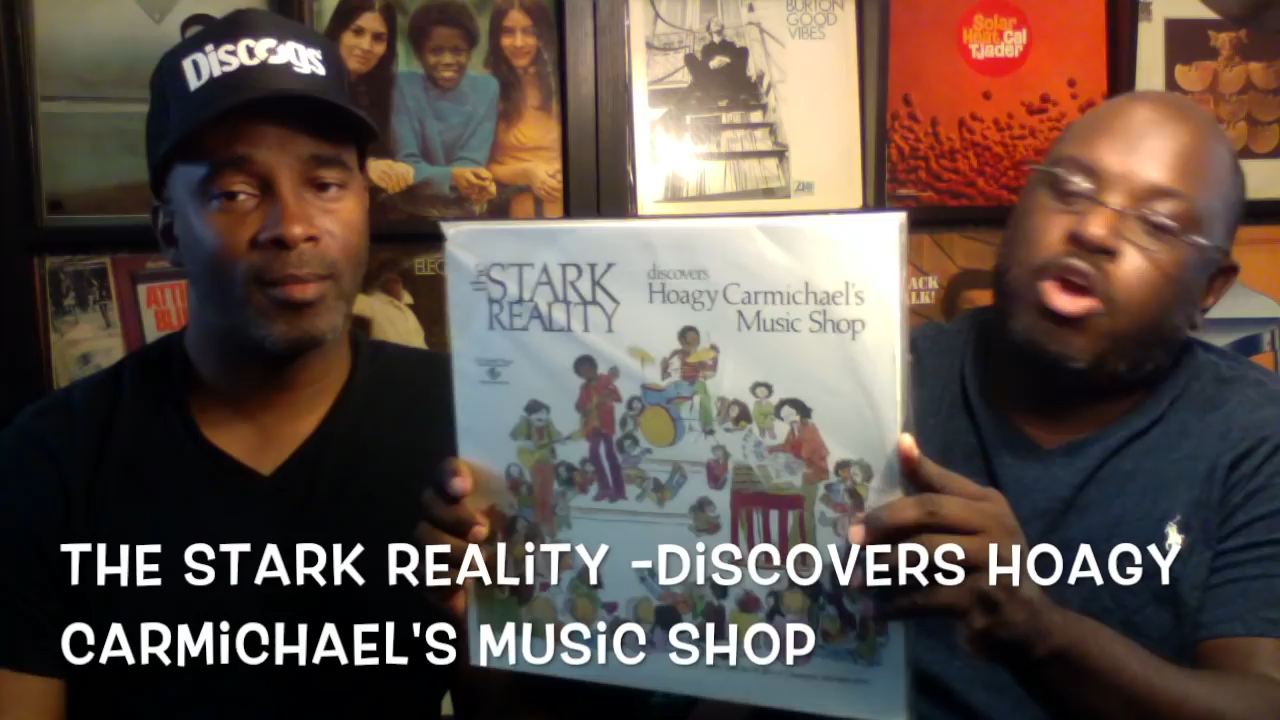 Discogs
BURTON
GOOD
VIBES
Solar
Heat Cal
Tjader
the STARK
REALITY
discovers
Hoagy Carmichael's
Music Shop
THE STARK REALITY -DISCOVERS HOAGY
CARMICHAEL'S MUSIC SHOP